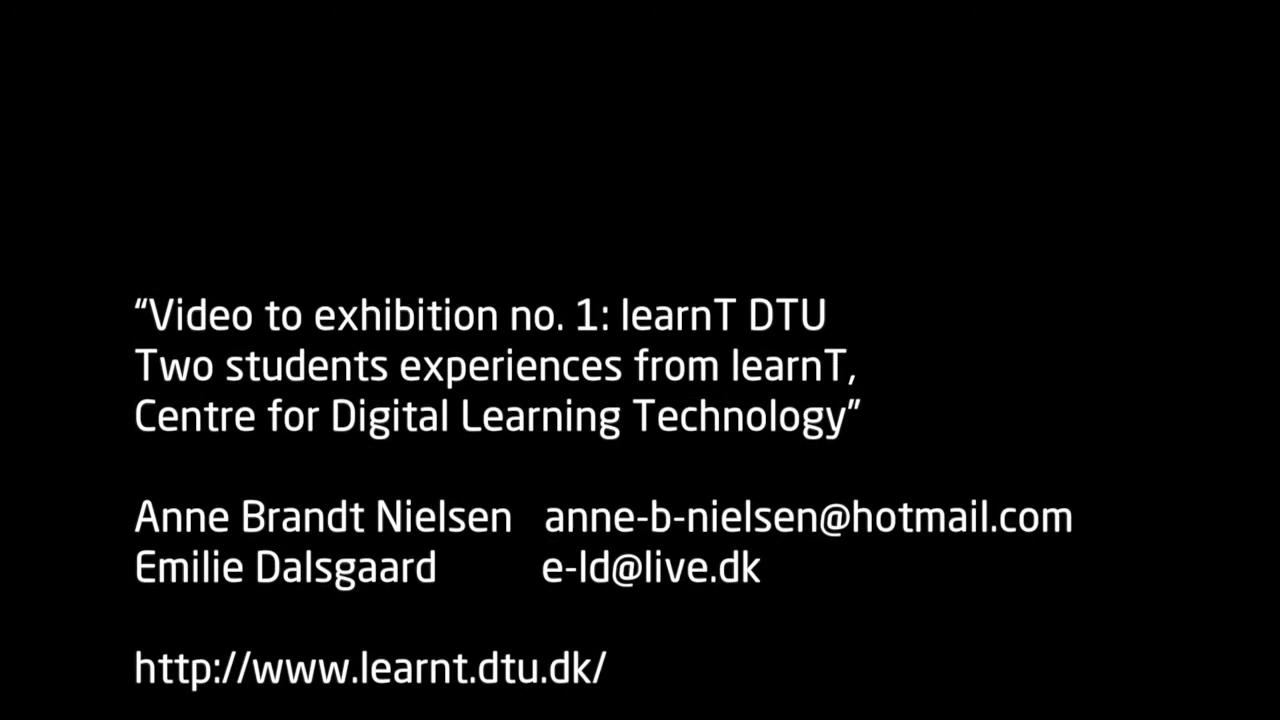 “Video to exhibition no. 1: learnT DTU
Two students experiences from learnT,
Centre for Digital Learning Technology”
Anne Brandt Nielsen anne-b-nielsen@hotmail.com
Emilie Dalsgaard e-ld@live.dk
http://www.learnt.dtu.dk/